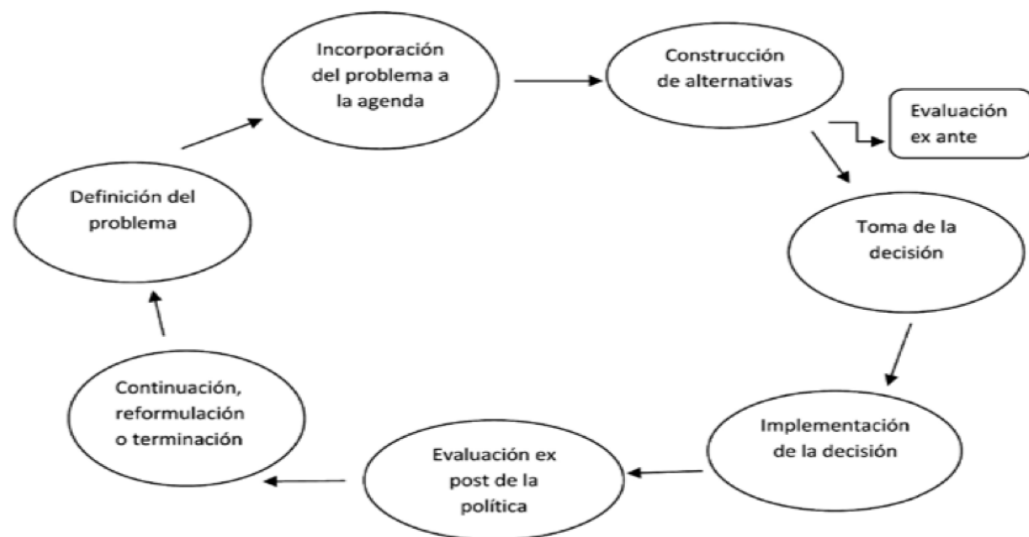 Incorporación
del problema a
la agenda
Construcción
de alternativas
Evaluación
ex ante
Toma de la
decisión
Implementación
de la decisión
Evaluación ex
post de la
política
Continuación,
reformulación
o terminación
Definición del
problema